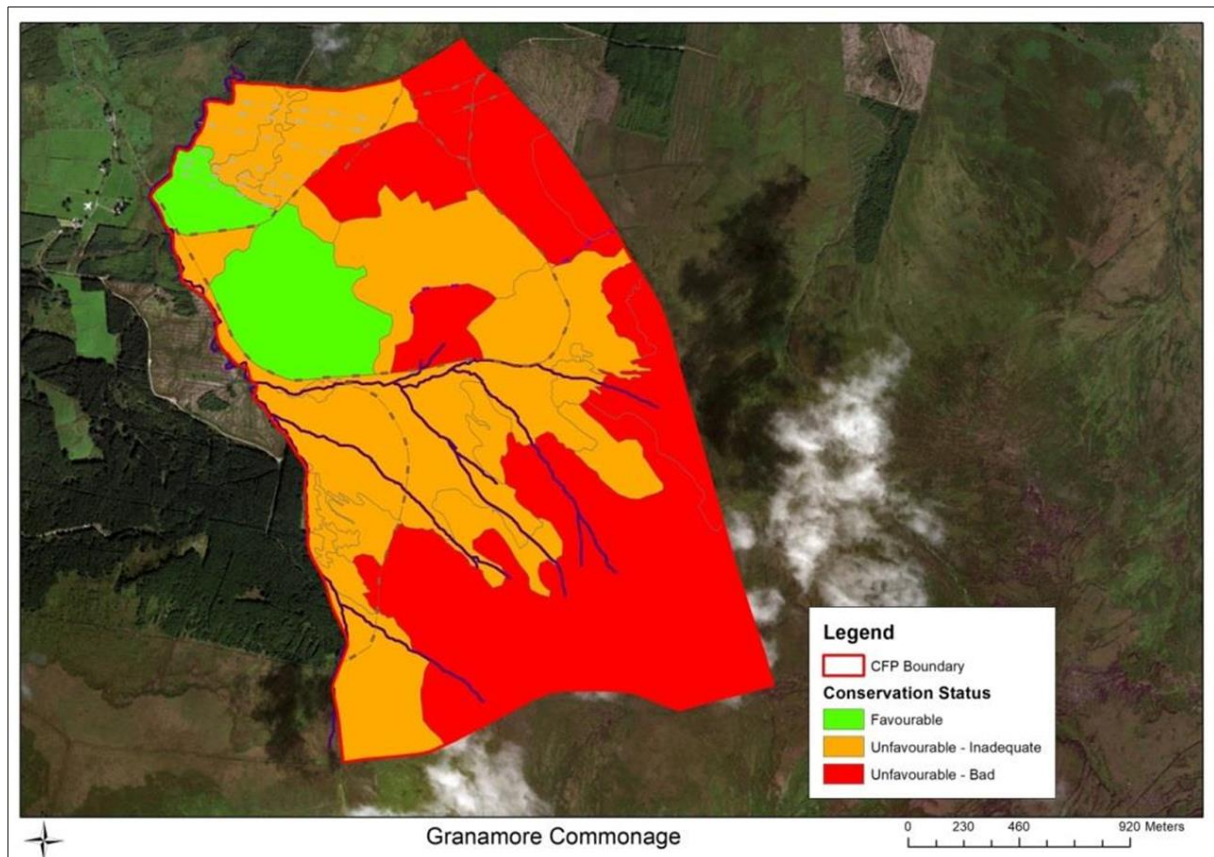 Legend
CFP Boundary
Conservation Status
Favourable
Unfavourable - Inadequate
Unfavourable - Bad
Granamore Commonage
0 230 460 920 Meters